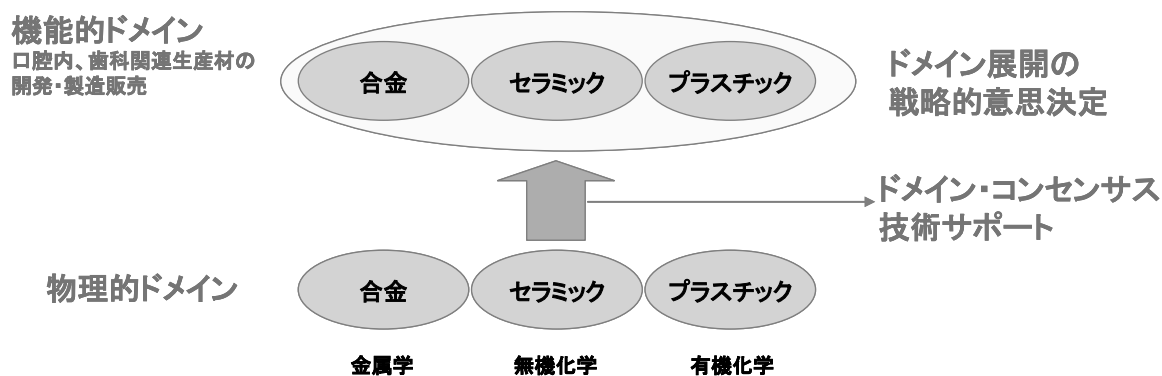 機能的ドメイン
口腔内、歯科関連生産材の
開発・製造販売
合金
セラミック
プラスチック
ドメイン展開の
戦略的意思決定
ドメイン・コンセンサス
技術サポート
物理的ドメイン
合金
セラミック
プラスチック
金属学
無機化学
有機化学